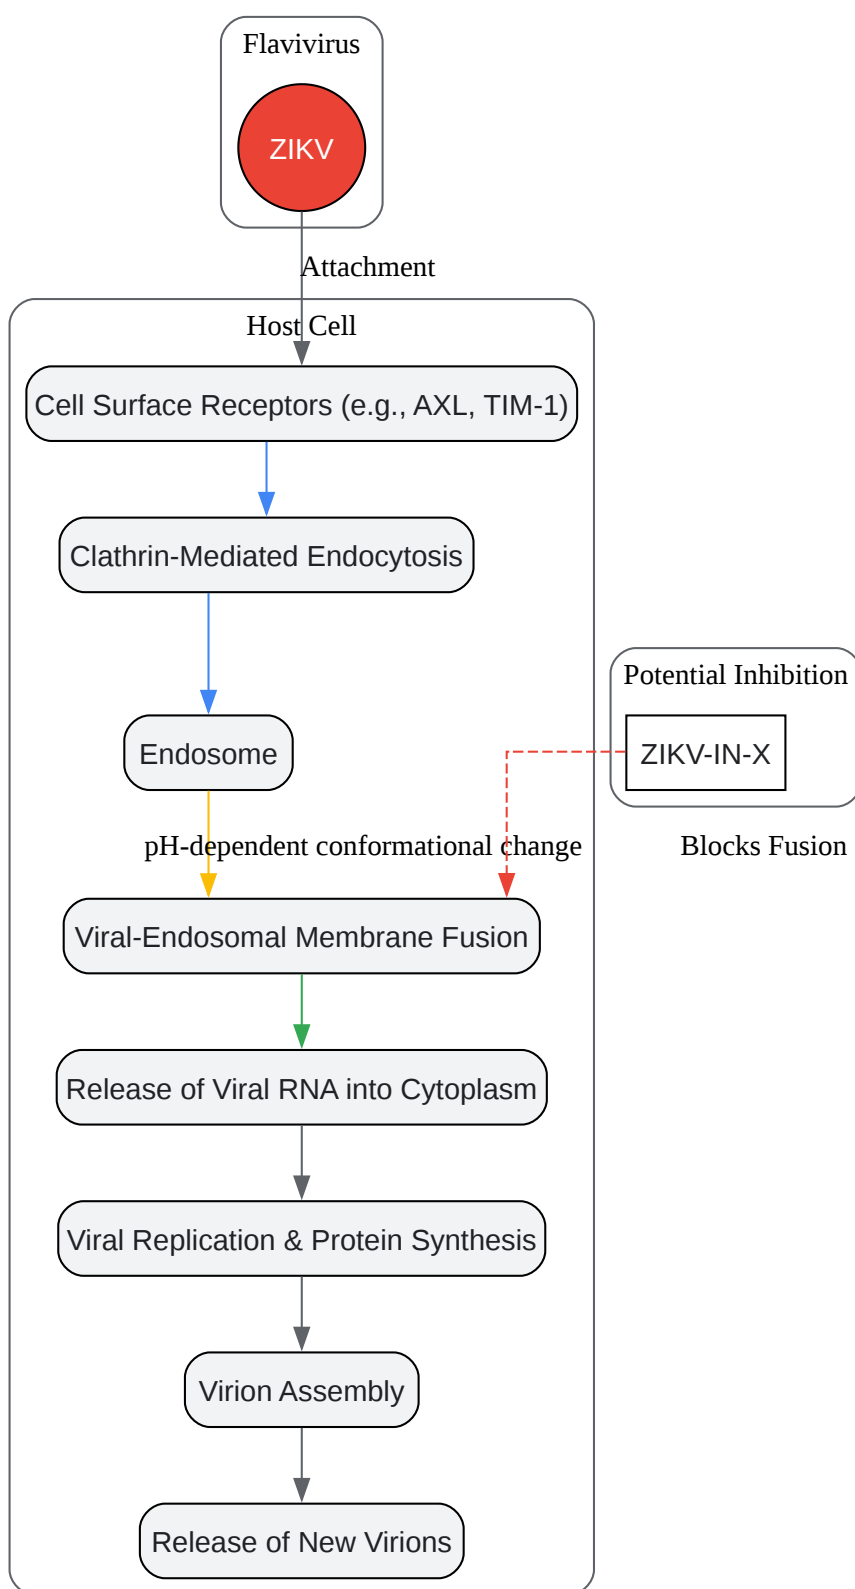 Flavivirus
ZIKV
Attachment
Host Cell
Cell Surface Receptors (e.g., AXL, TIM-1)
Clathrin-Mediated Endocytosis
Potential Inhibition
Endosome
ZIKV-IN-X
pH-dependent conformational change
Blocks Fusion
Viral-Endosomal Membrane Fusion
Release of Viral RNA into Cytoplasm
Viral Replication & Protein Synthesis
Virion Assembly
Release of New Virions